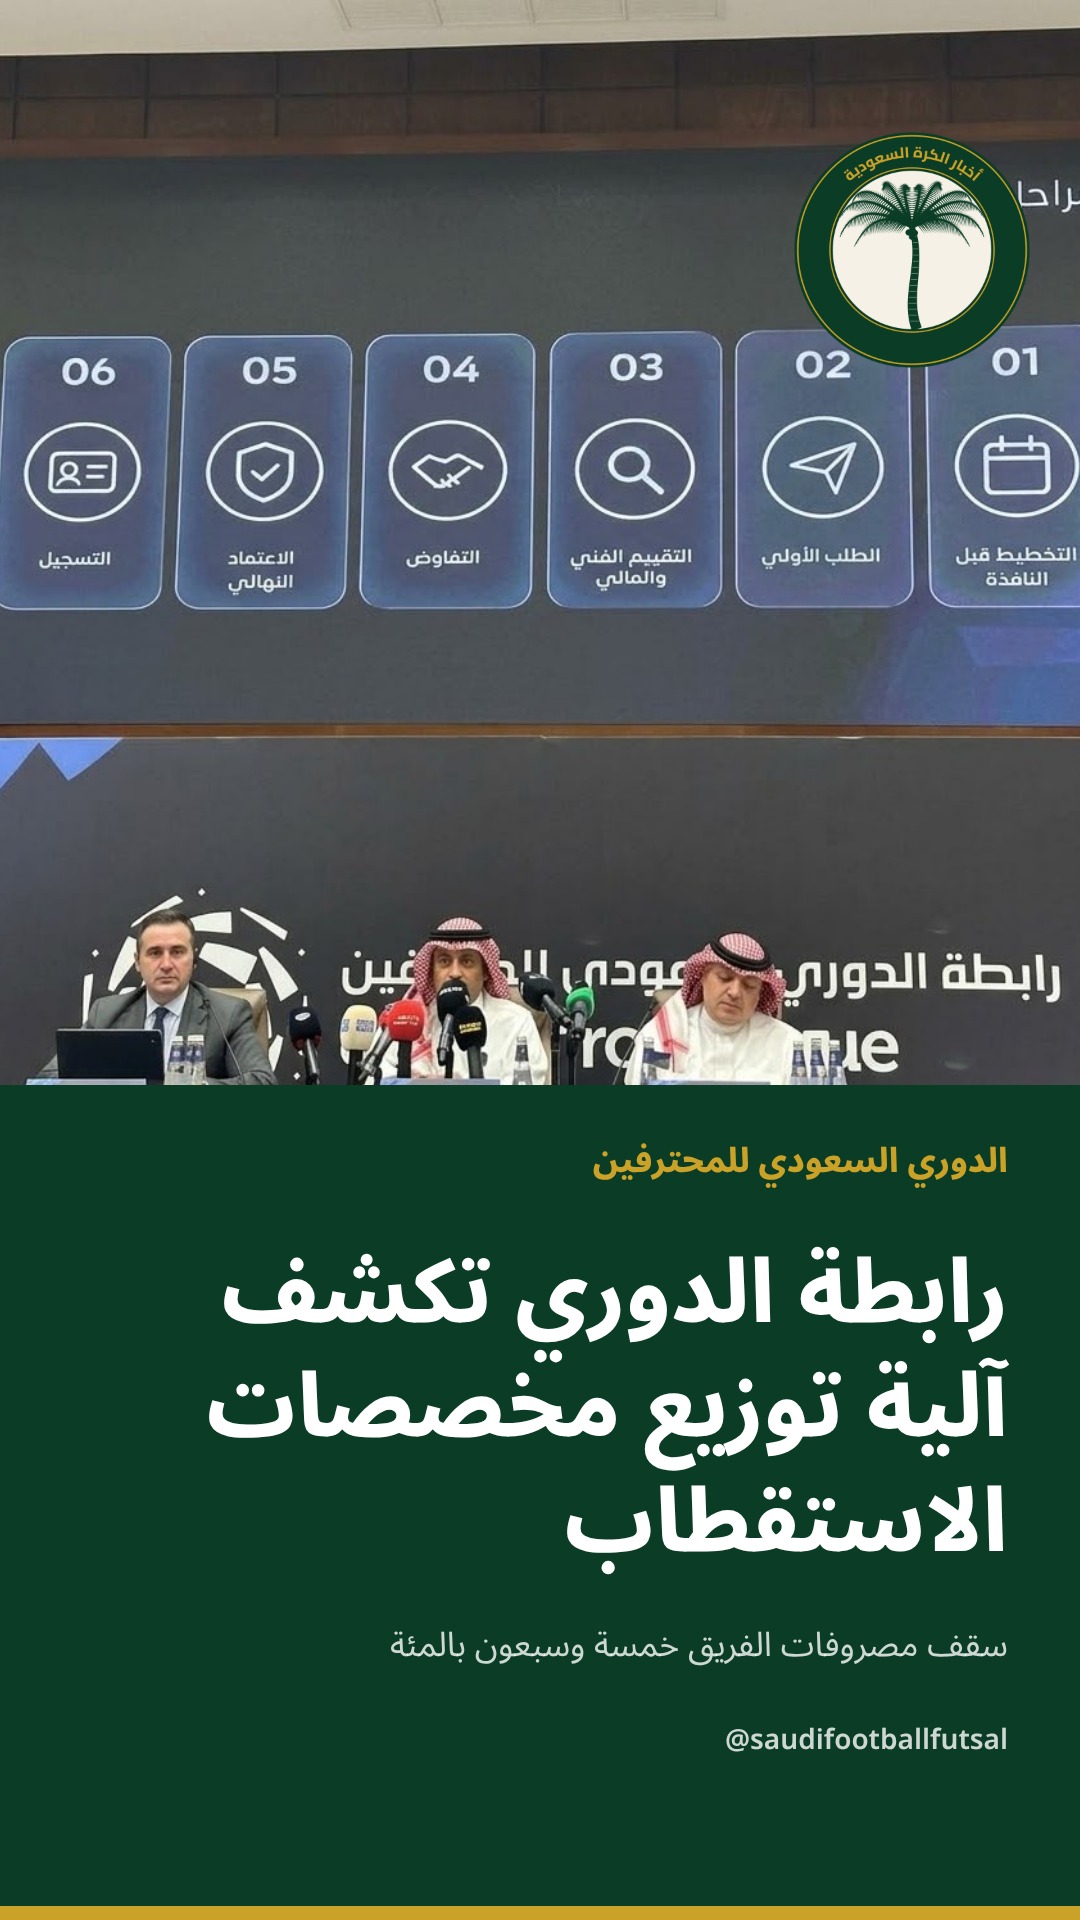 أخبار الكرة السعودية
01
التخطيط قبل
النافذة
02
الطلب الأولي
03
التقييم الفني
والمالي
04
التفاوض
05
الاعتماد
النهائي
06
التسجيل
رابطة الدوري
الدوري السعودي للمحترفين
رابطة الدوري تكشف
آلية توزيع مخصصات
الاستقطاب
سقف مصروفات الفريق خمسة وسبعون بالمئة
@saudifootballfutsal